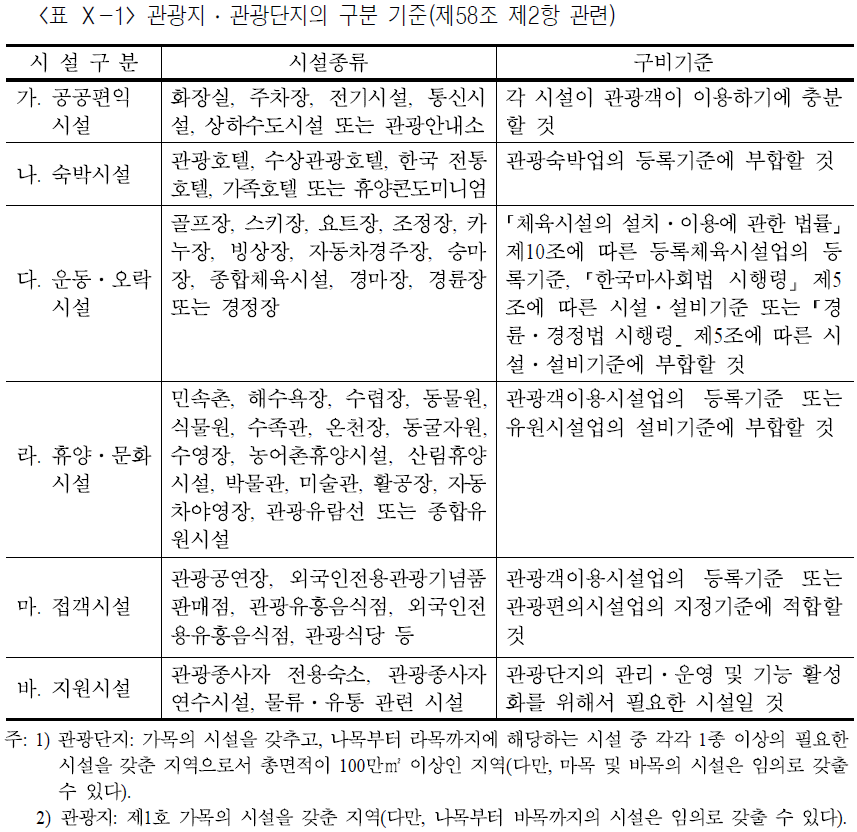 <표 Ⅹ-1> 관광지·관광단지의 구분 기준(제58조 제2항 관련)
시 설 구 분
시설종류
구비기준
가. 공공편익
시설
화장실, 주차장, 전기시설, 통신시
설, 상하수도시설 또는 관광안내소
각 시설이 관광객이 이용하기에 충분
할 것
나. 숙박시설
관광호텔, 수상관광호텔, 한국 전통
호텔, 가족호텔 또는 휴양콘도미니엄
관광숙박업의 등록기준에 부합할 것
다. 운동·오락
시설
골프장, 스키장, 요트장, 조정장, 카
누장, 빙상장, 자동차경주장, 승마
장, 종합체육시설, 경마장, 경륜장
또는 경정장
「체육시설의 설치·이용에 관한 법률」
제10조에 따른 등록체육시설업의 등
록기준, 「한국마사회법 시행령」 제5
조에 따른 시설·설비기준 또는 「경
륜·경정법 시행령」 제5조에 따른 시
설·설비기준에 부합할 것
라. 휴양·문화
시설
민속촌, 해수욕장, 수렵장, 동물원,
식물원, 수족관, 온천장, 동굴자원,
수영장, 농어촌휴양시설, 산림휴양
시설, 박물관, 미술관, 활공장, 자동
차야영장, 관광유람선 또는 종합유
원시설
관광객이용시설업의 등록기준 또는
유원시설업의 설비기준에 부합할 것
마. 접객시설
관광공연장, 외국인전용관광기념품
판매점, 관광유흥음식점, 외국인전
용유흥음식점, 관광식당 등
관광객이용시설업의 등록기준 또는
관광편의시설업의 지정기준에 적합할
것
바. 지원시설
관광종사자 전용숙소, 관광종사자
연수시설, 물류·유통 관련 시설
관광단지의 관리·운영 및 기능 활성
화를 위해서 필요한 시설일 것
주: 1) 관광단지: 가목의 시설을 갖추고, 나목부터 라목까지에 해당하는 시설 중 각각 1종 이상의 필요한
시설을 갖춘 지역으로서 총면적이 100만㎡ 이상인 지역(다만, 마목 및 바목의 시설은 임의로 갖출
수 있다).
2) 관광지: 제1호 가목의 시설을 갖춘 지역(다만, 나목부터 바목까지의 시설은 임의로 갖출 수 있다).